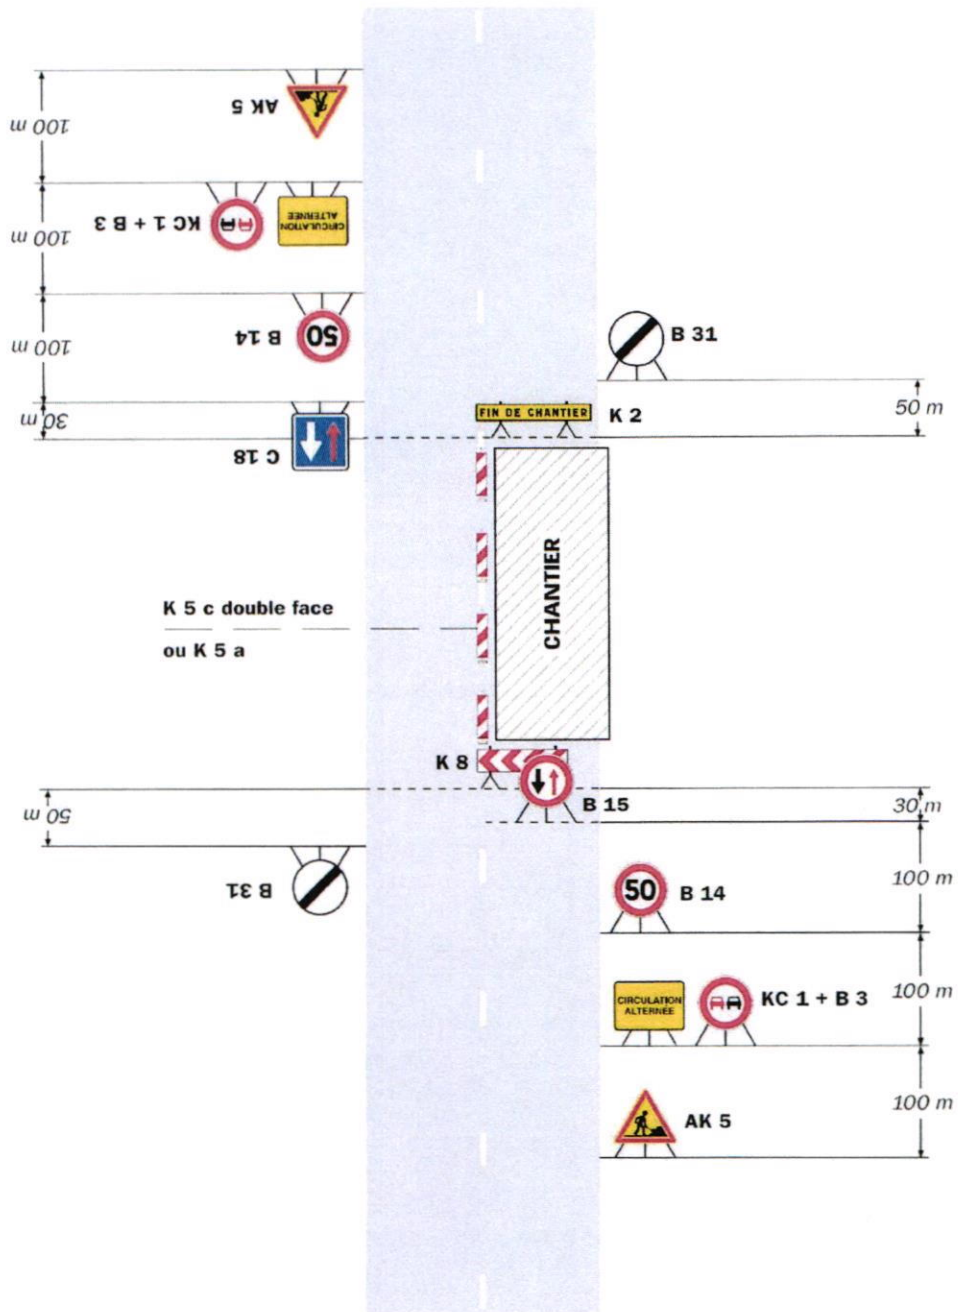 AK 5
100 m
KC 1 + B 3
CIRCULATION
ALTERNÉE
100 m
B 14
50
100 m
B 31
30 m
FIN DE CHANTIER
K 2
50 m
C 18
CHANTIER
K 5 c double face
ou K 5 a
K 8
B 15
50 m
30 m
B 31
50
B 14
100 m
CIRCULATION
ALTERNÉE
KC 1 + B 3
100 m
AK 5
100 m